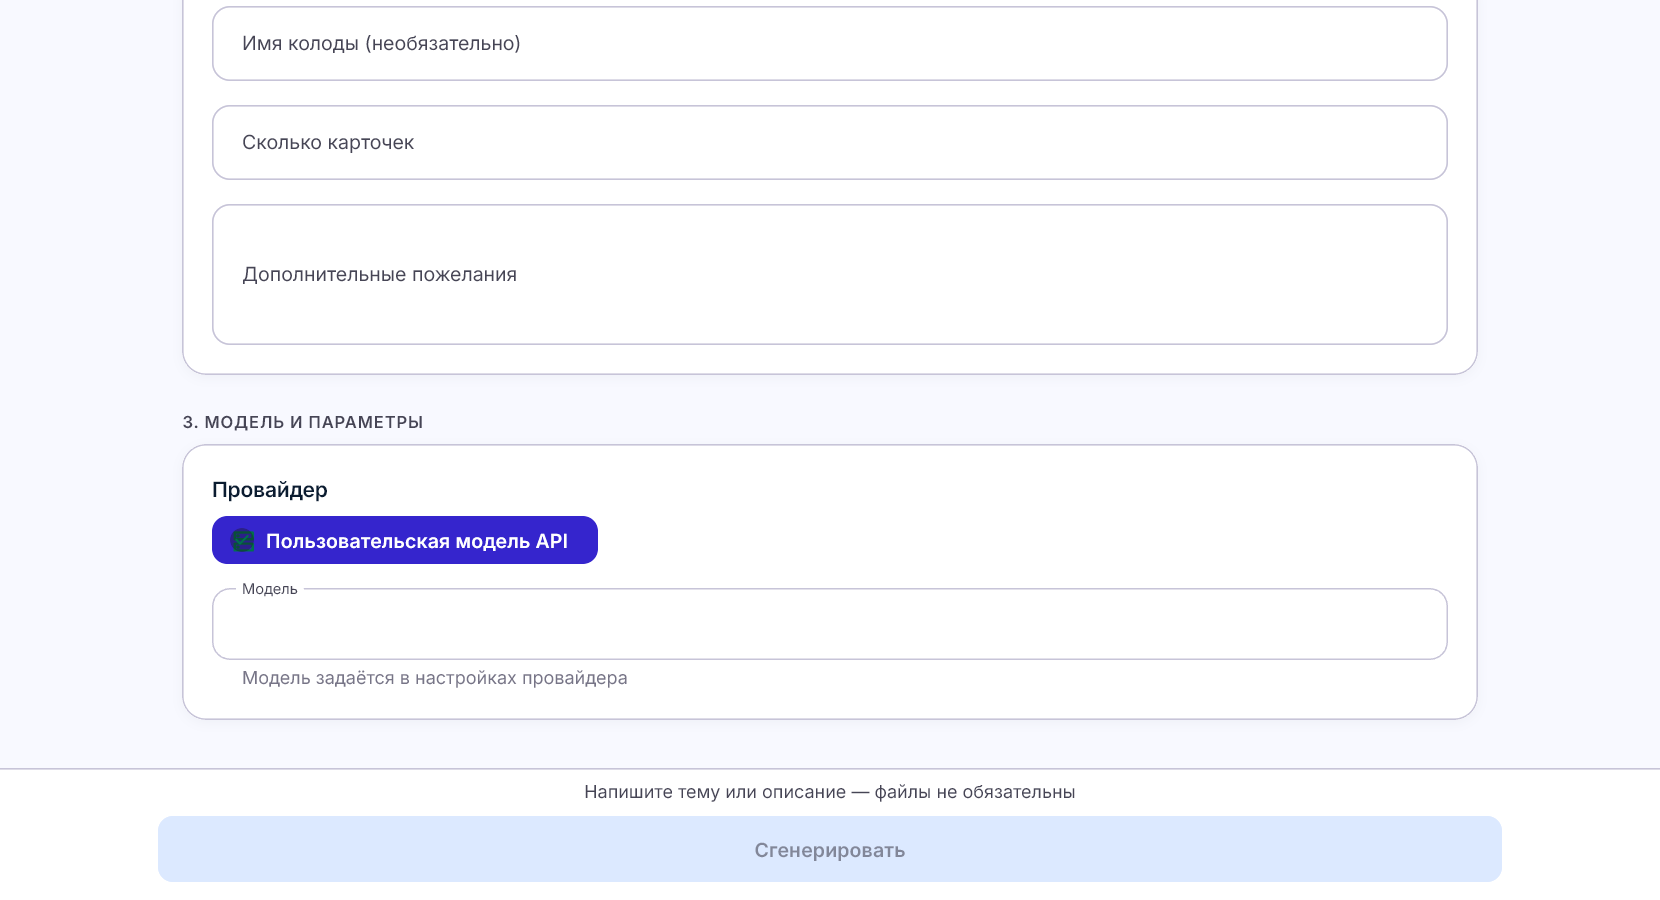 Имя колоды (необязательно)
Сколько карточек
Дополнительные пожелания
3. МОДЕЛЬ И ПАРАМЕТРЫ
Провайдер
Пользовательская модель API
Модель
Модель задаётся в настройках провайдера
Напишите тему или описание — файлы не обязательны
Сгенерировать